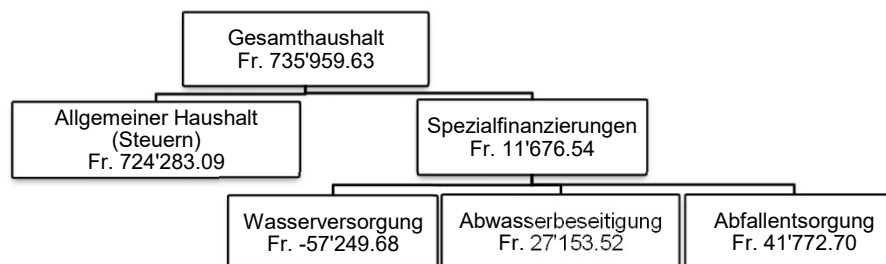 Gesamthaushalt
Fr. 735'959.63
Allgemeiner Haushalt
(Steuern)
Fr. 724'283.09
Spezialfinanzierungen
Fr. 11'676.54
Wasserversorgung
Fr. -57'249.68
Abwasserbeseitigung
Fr. 27'153.52
Abfallentsorgung
Fr. 41'772.70